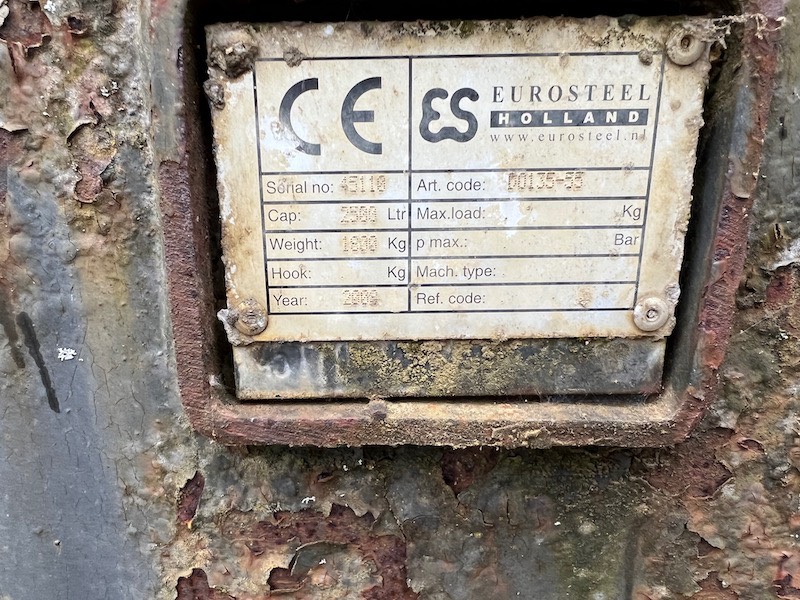 CE
ES EUROSTEEL
HOLLAND
www.eurosteel.nl
Serial no: 45110 Art. code: D0135-55
Cap: 2500 Ltr Max.load: Kg
Weight: 1800 Kg p max.: Bar
Hook: Kg Mach. type:
Year: 2009 Ref. code: